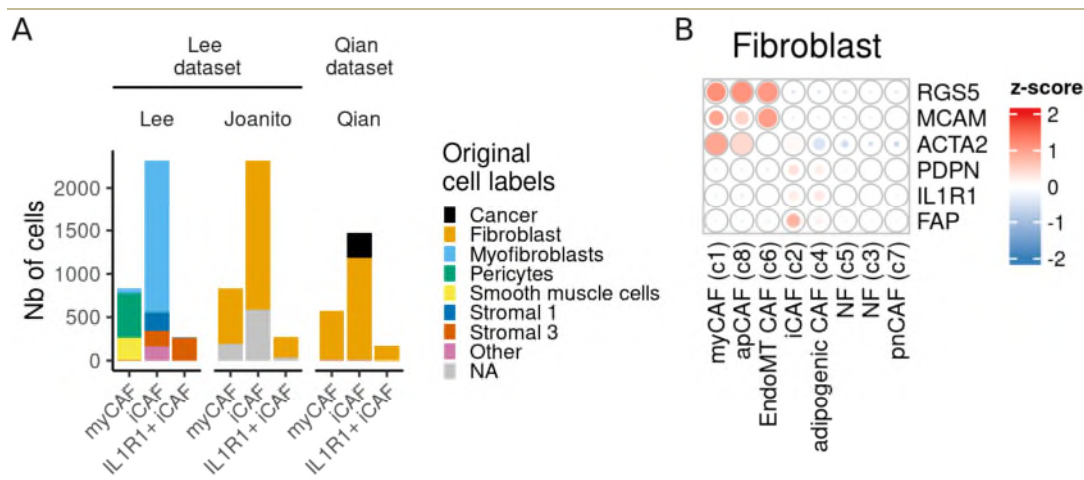 A
Lee
dataset
Qian
dataset
Lee
Joanito
Qian
Nb of cells
2000
1500
1000
500
0
myCAF
iCAF
IL1R1+ iCAF
myCAF
iCAF
IL1R1+ iCAF
myCAF
iCAF
IL1R1+ iCAF
Original
cell labels
Cancer
Fibroblast
Myofibroblasts
Pericytes
Smooth muscle cells
Stromal 1
Stromal 3
Other
NA
B
Fibroblast
RGS5
MCAM
ACTA2
PDPN
IL1R1
FAP
myCAF (c1)
apCAF (c8)
EndoMT CAF (c6)
iCAF (c2)
adipogenic CAF (c4)
NF (c5)
NF (c3)
pnCAF (c7)
z-score
2
1
0
-1
-2